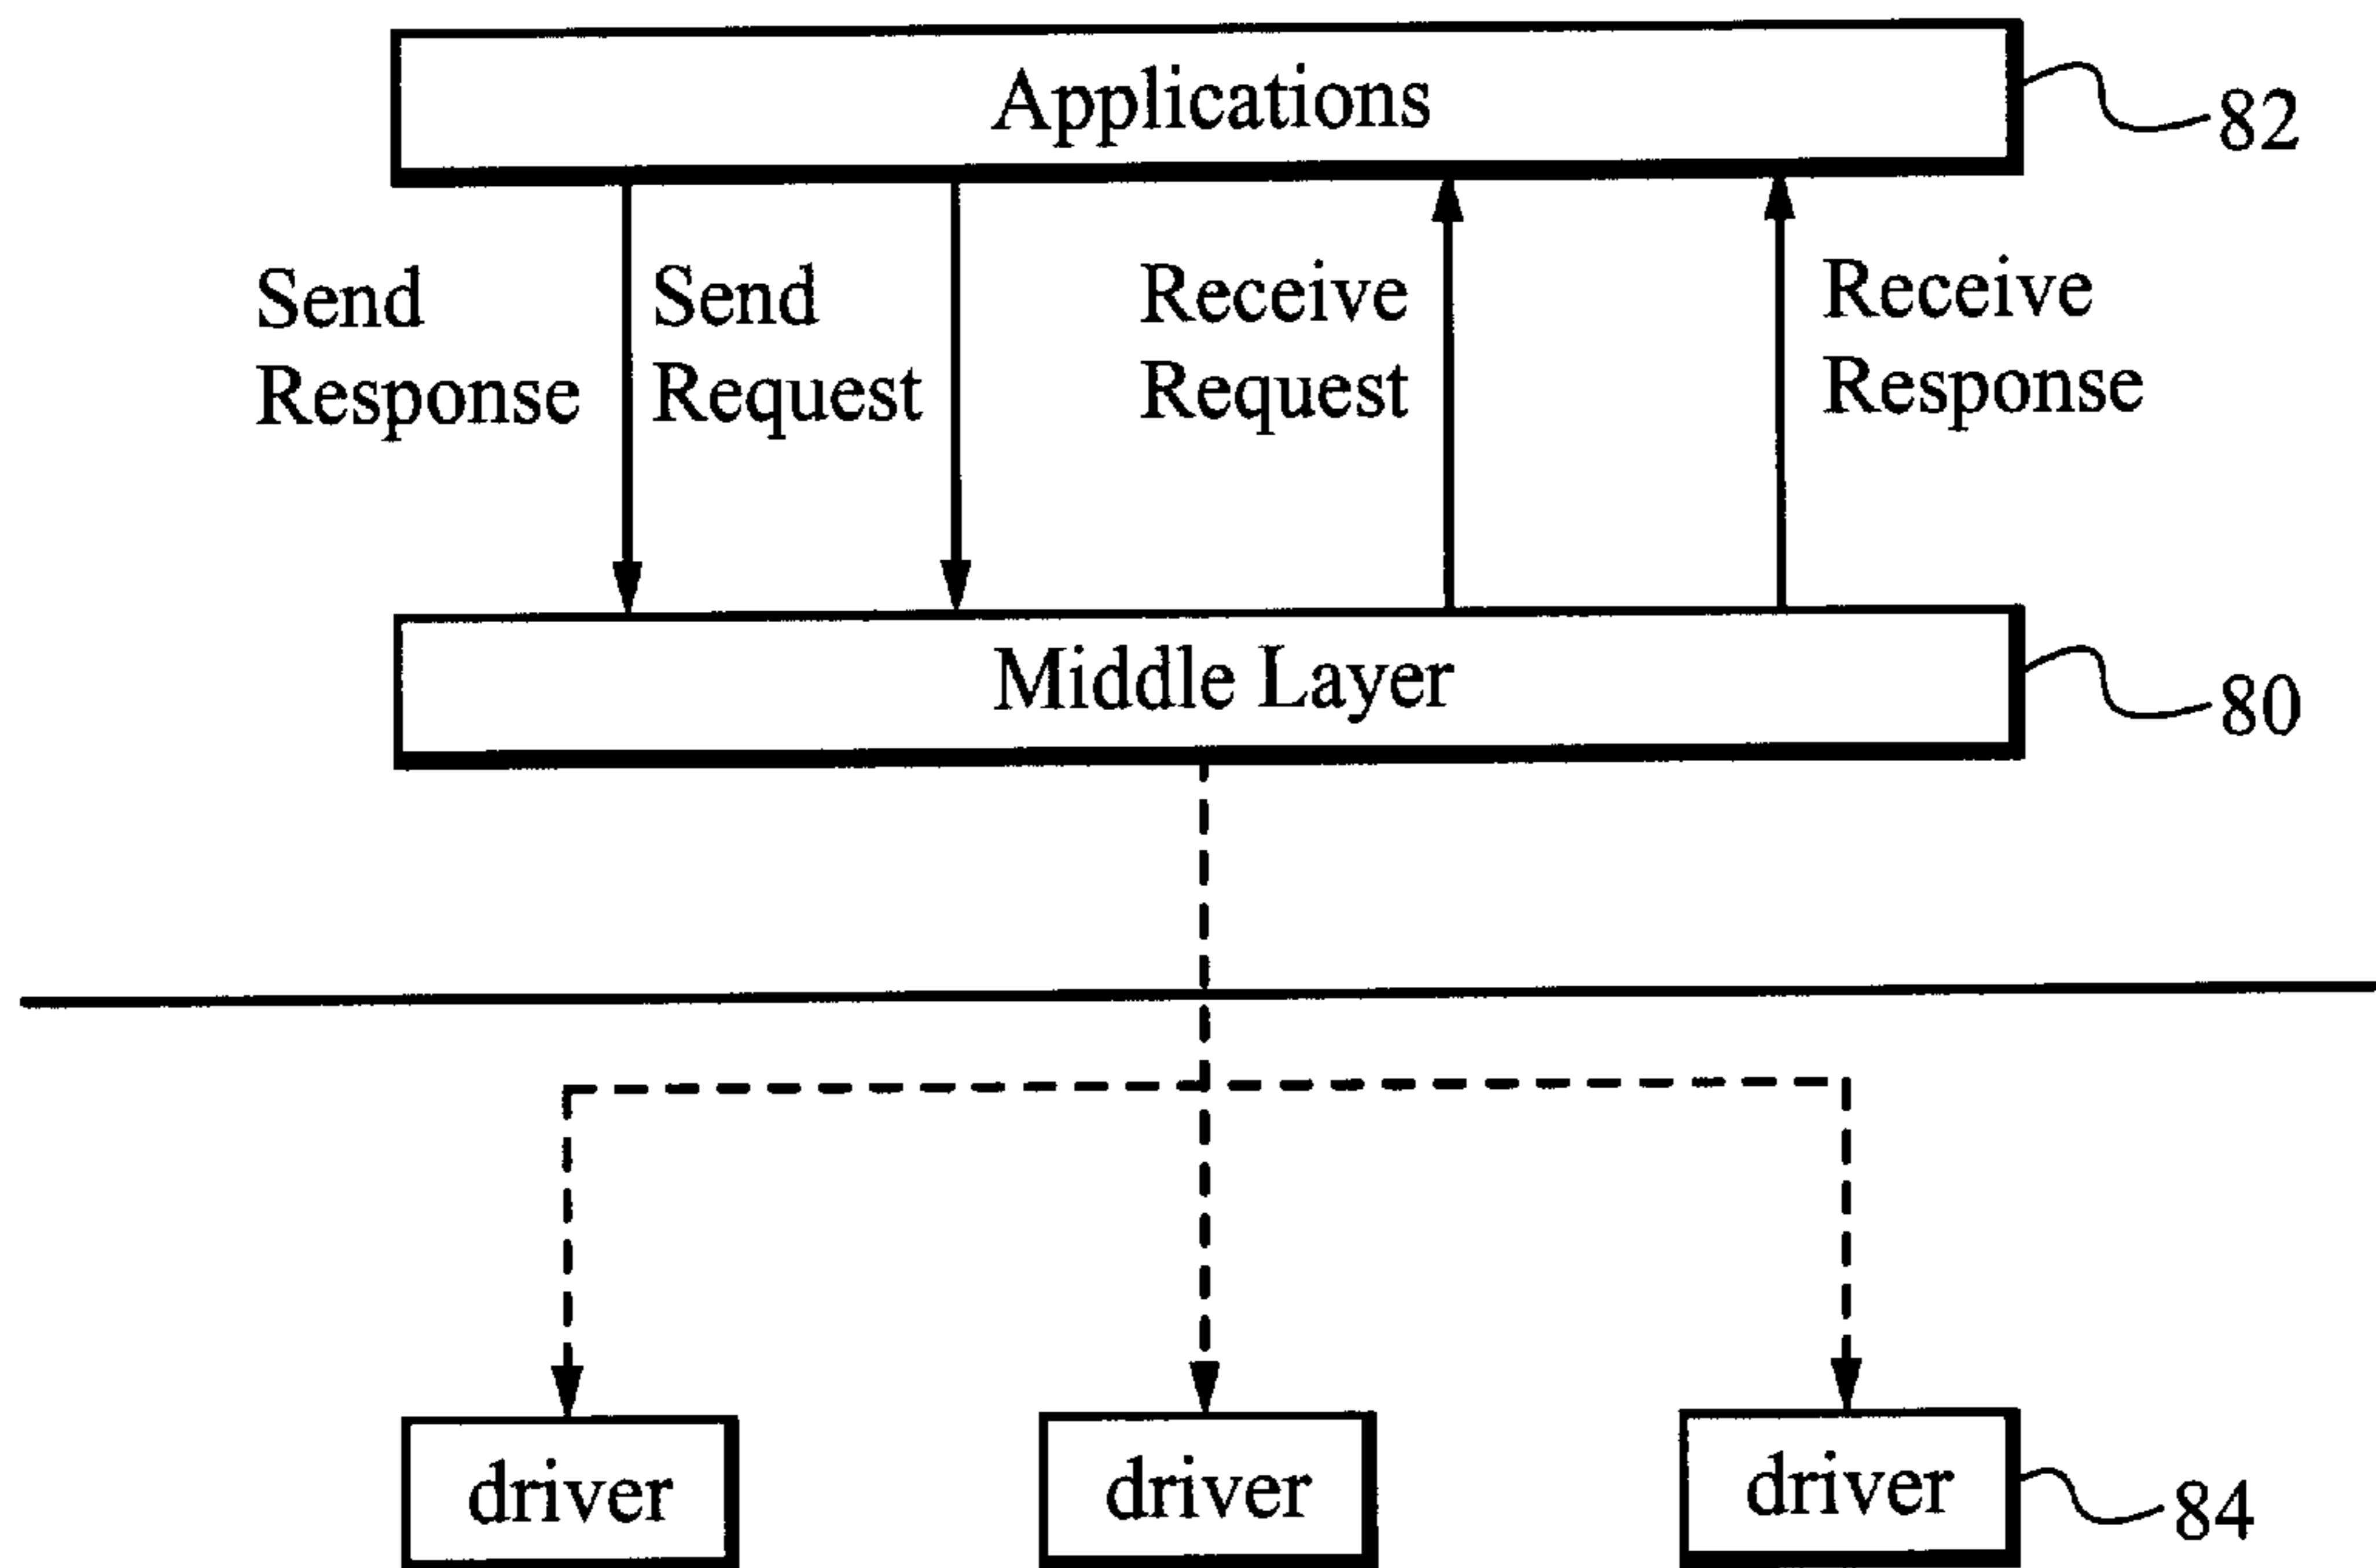 Applications
82
Send
Response
Send
Request
Receive
Request
Receive
Response
Middle Layer
80
driver
driver
driver
84